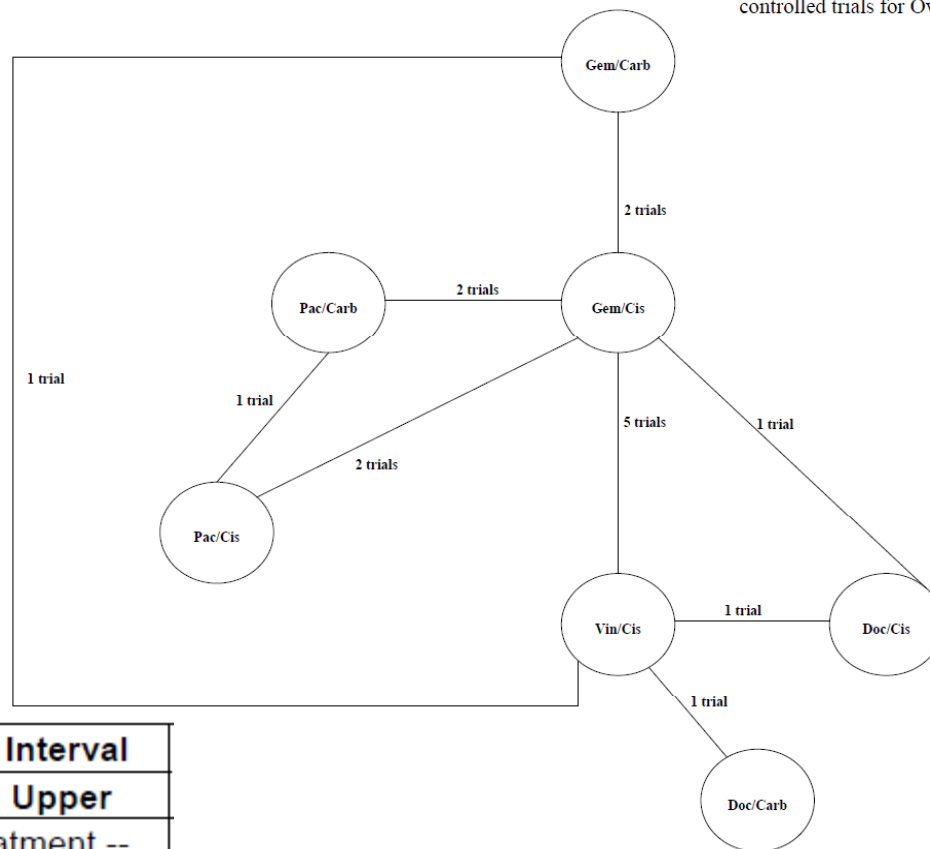 controlled trials for Ov
Gem/Carb
2 trials
2 trials
Pac/Carb
Gem/Cis
1 trial
1 trial
5 trials
1 trial
2 trials
Pac/Cis
1 trial
Vin/Cis
Doc/Cis
1 trial
Interval
Upper
Doc/Carb
atment --